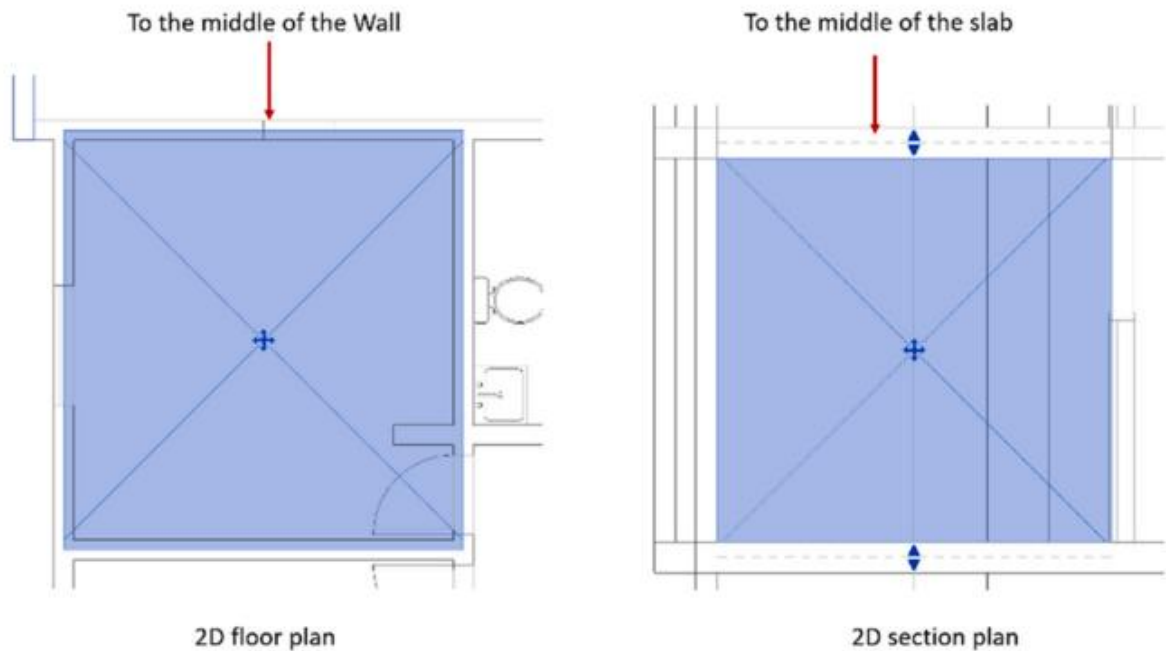 To the middle of the Wall
To the middle of the slab
2D floor plan
2D section plan